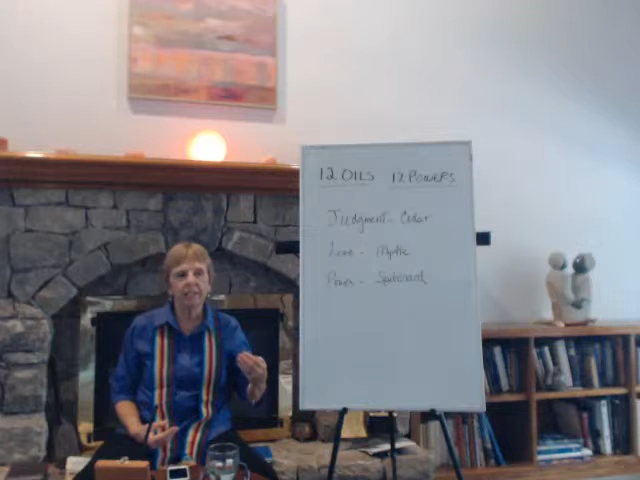 12 OILS 12 POWERS
Judgment - Cedar
Love - Myrtle
Power - Spikenard